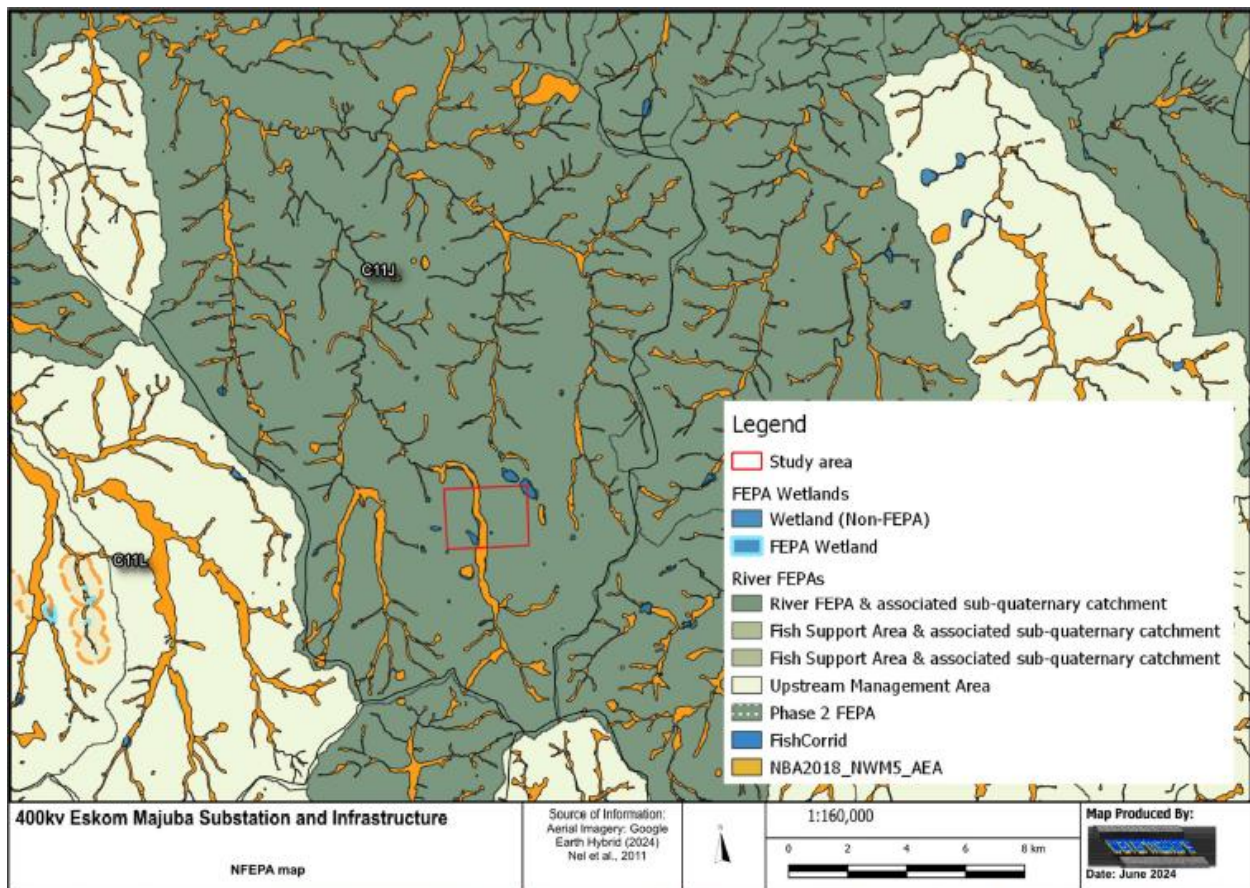 C11J
C11L
Legend
Study area
FEPA Wetlands
Wetland (Non-FEPA)
FEPA Wetland
River FEPAs
River FEPA & associated sub-quaternary catchment
Fish Support Area & associated sub-quaternary catchment
Fish Support Area & associated sub-quaternary catchment
Upstream Management Area
Phase 2 FEPA
FishCorrid
NBA2018_NWM5_AEA
400kv Eskom Majuba Substation and Infrastructure
NFEPA map
Source of Information:
Aerial Imagery: Google
Earth Hybrid (2024)
Nel et al., 2011
N
1:160,000
0 2 4 6 8 km
Map Produced By:
Date: June 2024